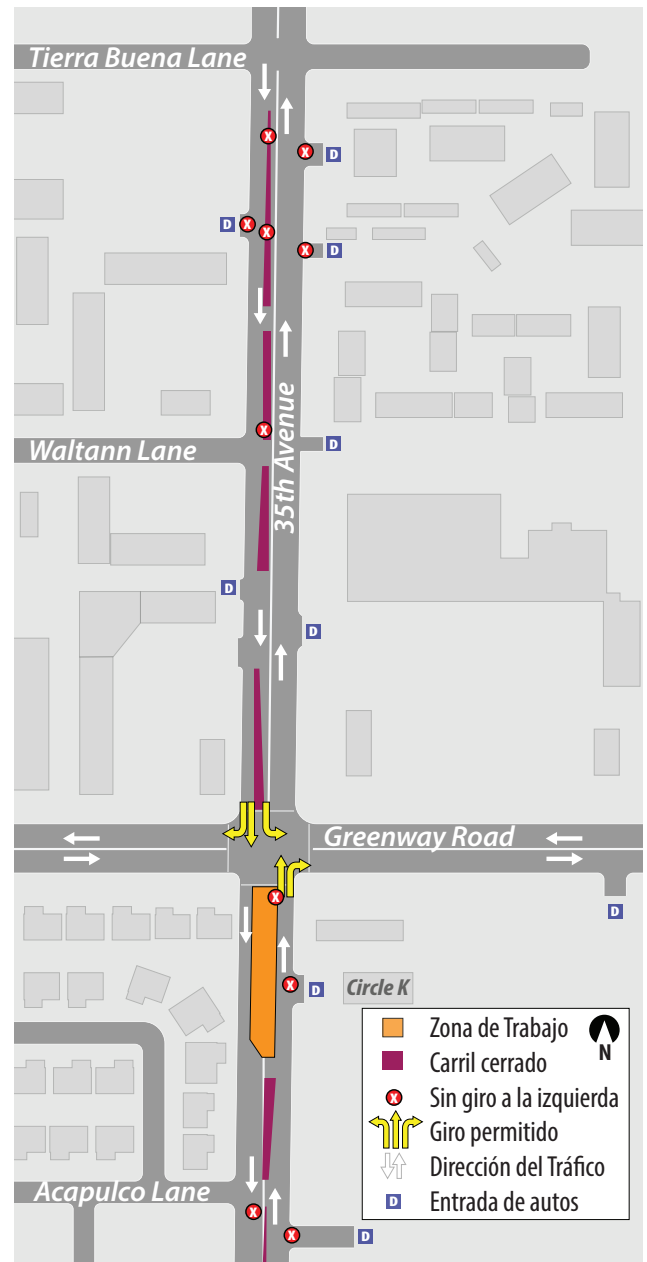 Tierra Buena Lane
X
X
D
D
X
X
X
D
35th Avenue
X
Waltann Lane
D
D
D
Greenway Road
X
D
X
D
Circle K
Zona de Trabajo
N
Carril cerrado
X
Sin giro a la izquierda
Giro permitido
Dirección del Tráfico
D
Entrada de autos
Acapulco Lane
X
X
D